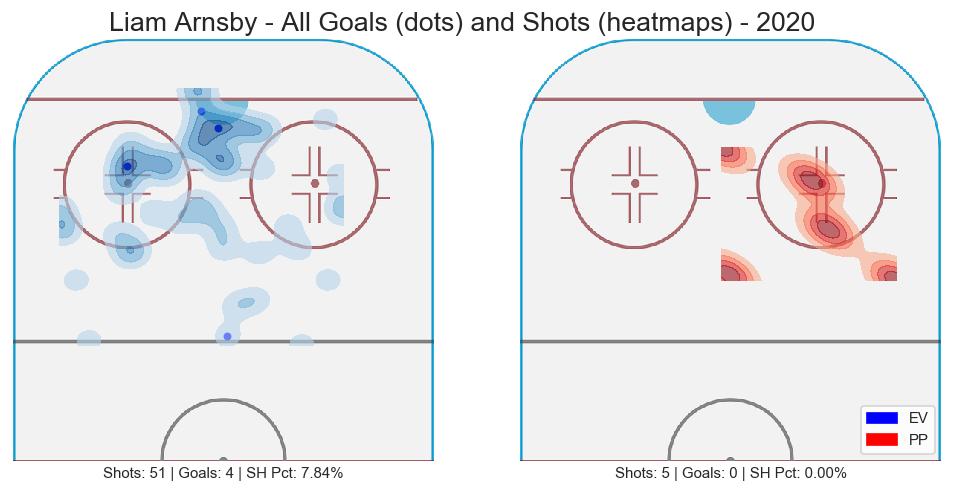 Liam Arnsby - All Goals (dots) and Shots (heatmaps) - 2020
EV
PP
Shots: 51 | Goals: 4 | SH Pct: 7.84%
Shots: 5 | Goals: 0 | SH Pct: 0.00%